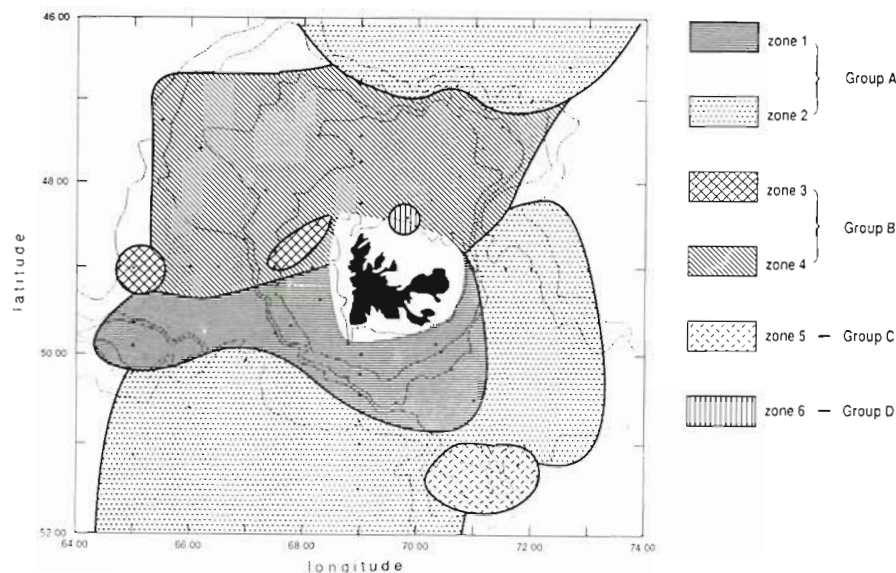 46.00
48 00
50.00
52 00
latitude
64 00
66.00
68.00
70.00
72.00
74.00
longitude
zone 1
zone 2
Group A
zone 3
zone 4
Group B
zone 5 – Group C
zone 6 – Group D